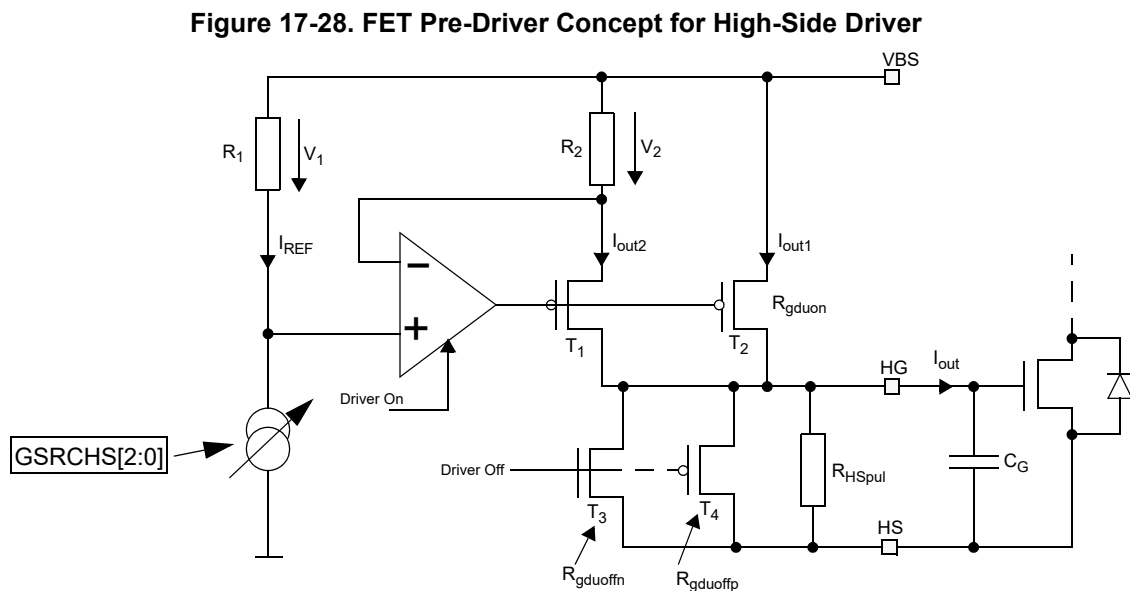 Figure 17-28. FET Pre-Driver Concept for High-Side Driver
VBS
R1
V1
R2
V2
IREF
Iout2
Iout1
−
+
T1
T2
Rgduon
Driver On
HG
Iout
GSRCHS[2:0]
Driver Off
T3
T4
RHSpul
CG
HS
Rgduoffn
Rgduoffp